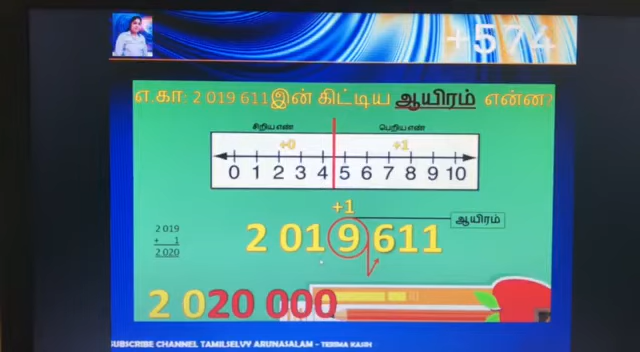 +574
எ.கா: 2 019 611இன் கிட்டிய ஆயிரம் என்ன?
சிறிய எண் பெரிய எண்
+0 +1
0 1 2 3 4 5 6 7 8 9 10
+1
ஆயிரம்
2 019 611
2 019
+ 1
2 020
2 020 000
SUBSCRIBE CHANNEL TAMILSELVY ARUNASALAM - TERIMA KASIH